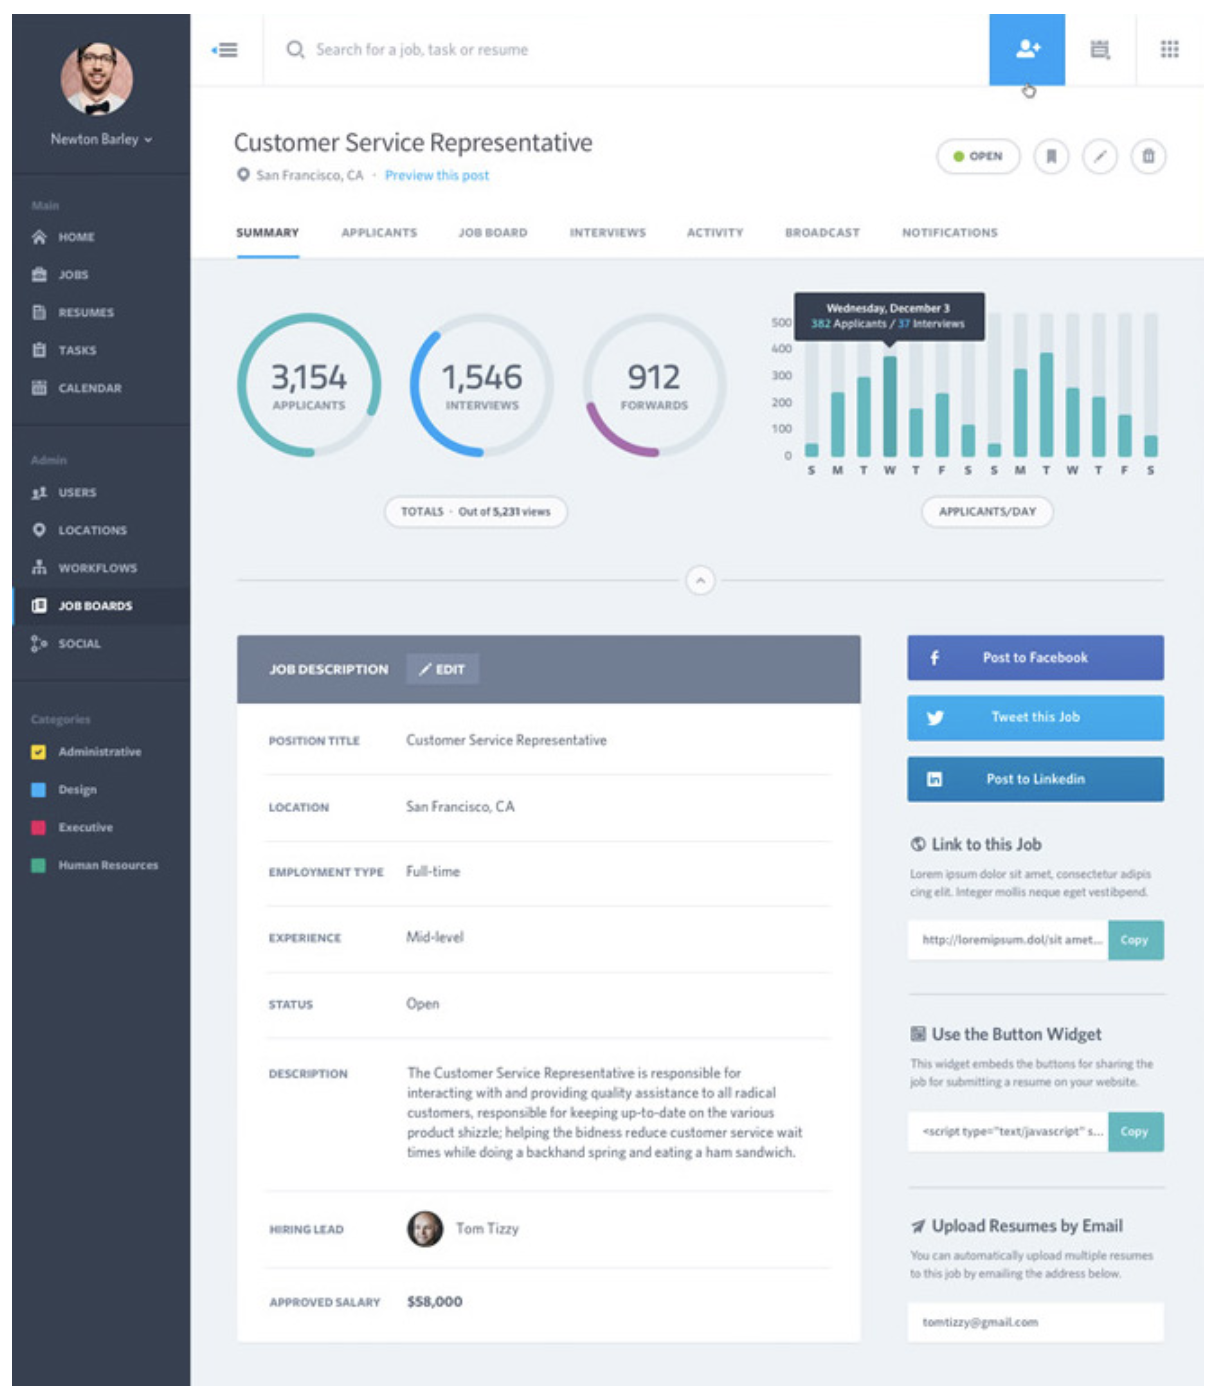 Newton Barley
Main
HOME
JOBS
RESUMES
TASKS
CALENDAR
Admin
USERS
LOCATIONS
WORKFLOWS
JOB BOARDS
SOCIAL
Categories
Administrative
Design
Executive
Human Resources
Search for a job, task or resume
Customer Service Representative
OPEN
San Francisco, CA · Preview this post
SUMMARY APPLICANTS JOB BOARD INTERVIEWS ACTIVITY BROADCAST NOTIFICATIONS
3,154
APPLICANTS
1,546
INTERVIEWS
912
FORWARDS
TOTALS · Out of 5,231 views
Wednesday, December 3
382 Applicants / 37 Interviews
500
400
300
200
100
0
S M T W T F S S M T W T F S
APPLICANTS/DAY
JOB DESCRIPTION EDIT
POSITION TITLE Customer Service Representative
LOCATION San Francisco, CA
EMPLOYMENT TYPE Full-time
EXPERIENCE Mid-level
STATUS Open
DESCRIPTION The Customer Service Representative is responsible for
interacting with and providing quality assistance to all radical
customers, responsible for keeping up-to-date on the various
product shizzle; helping the bidness reduce customer service wait
times while doing a backhand spring and eating a ham sandwich.
HIRING LEAD Tom Tizzy
APPROVED SALARY $58,000
Post to Facebook
Tweet this Job
Post to Linkedin
Link to this Job
Lorem ipsum dolor sit amet, consectetur adipis
cing elit. Integer mollis neque eget vestibpend.
http://loremipsum.dol/sit amet... Copy
Use the Button Widget
This widget embeds the buttons for sharing the
job for submitting a resume on your website.
<script type="text/javascript" s... Copy
Upload Resumes by Email
You can automatically upload multiple resumes
to this job by emailing the address below.
tomtizzy@gmail.com